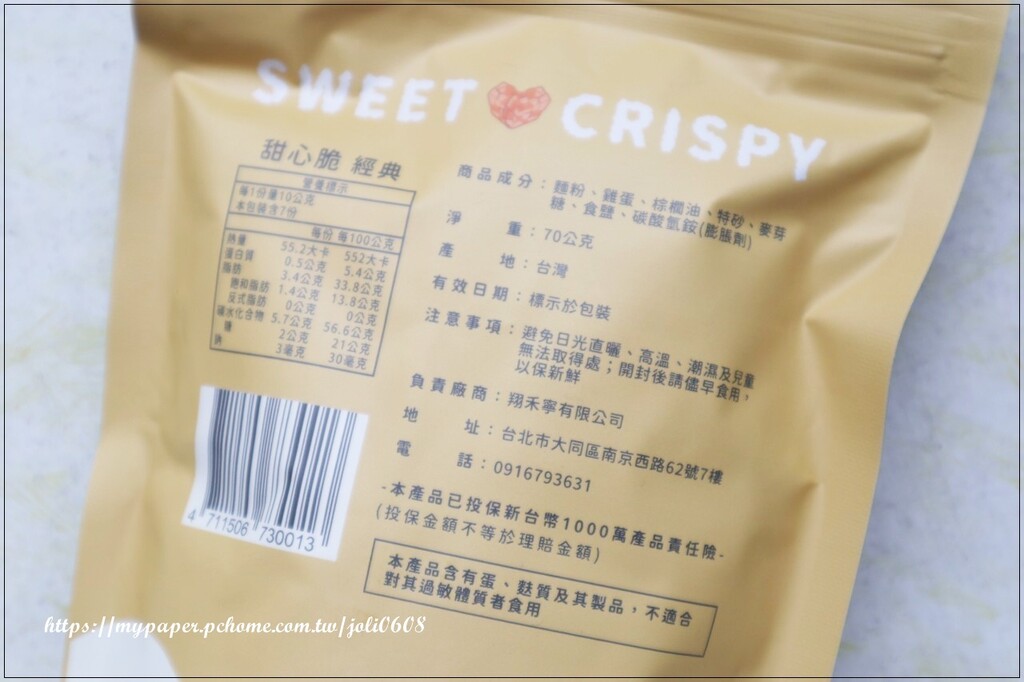 SWEET CRISPY
甜心脆 經典
營養標示
每1份量10公克
本包裝含7份
每份 每100公克
熱量 55.2大卡 552大卡
蛋白質 0.5公克 5.4公克
脂肪 3.4公克 33.8公克
飽和脂肪 1.4公克 13.8公克
反式脂肪 0公克 0公克
碳水化合物 5.7公克 56.6公克
糖 2公克 21公克
鈉 3毫克 30毫克
商品成分：麵粉、雞蛋、棕櫚油、特砂、麥芽
糖、食鹽、碳酸氫銨(膨脹劑)
淨重：70公克
產地：台灣
有效日期：標示於包裝
注意事項：避免日光直曬、高溫、潮濕及兒童
無法取得處；開封後請儘早食用，
以保新鮮
負責廠商：翔禾寧有限公司
地址：台北市大同區南京西路62號7樓
電話：0916793631
-本產品已投保新台幣1000萬產品責任險-
(投保金額不等於理賠金額)
本產品含有蛋、麩質及其製品，不適合
對其過敏體質者食用
4 711506 730013
https://mypaper.pchome.com.tw/joli0608